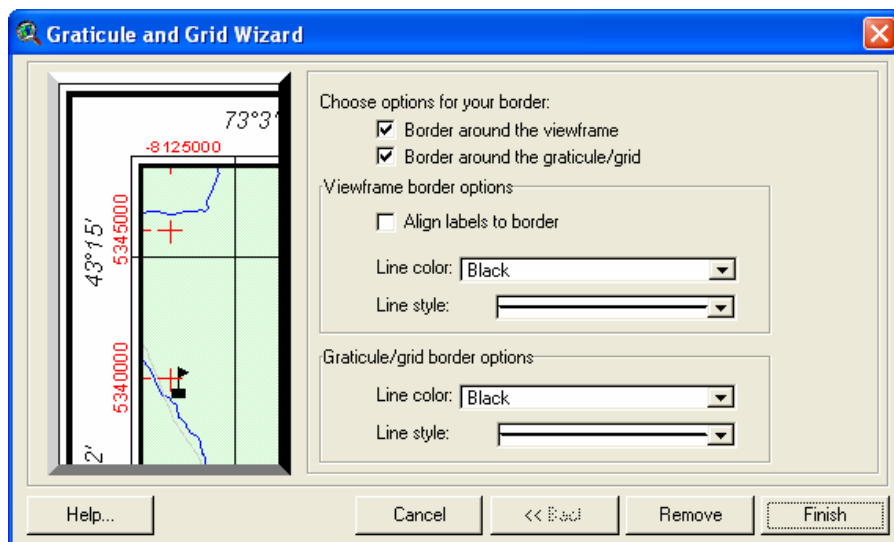 Graticule and Grid Wizard
73°3'
-8125000
43°15'
5345000
5340000
2'
Choose options for your border:
Border around the viewframe
Border around the graticule/grid
Viewframe border options
Align labels to border
Line color: Black
Line style:
Graticule/grid border options
Line color: Black
Line style:
Help...
Cancel
<< Back
Remove
Finish